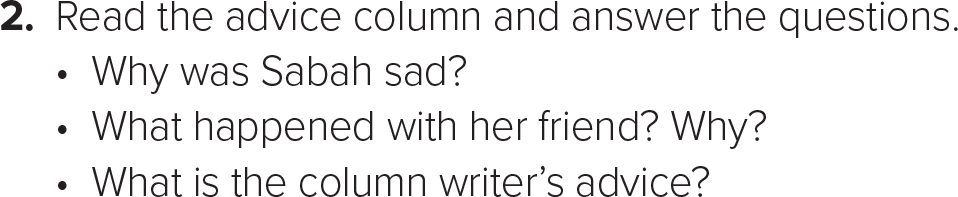 2. Read the advice column and answer the questions.
• Why was Sabah sad?
• What happened with her friend? Why?
• What is the column writer’s advice?